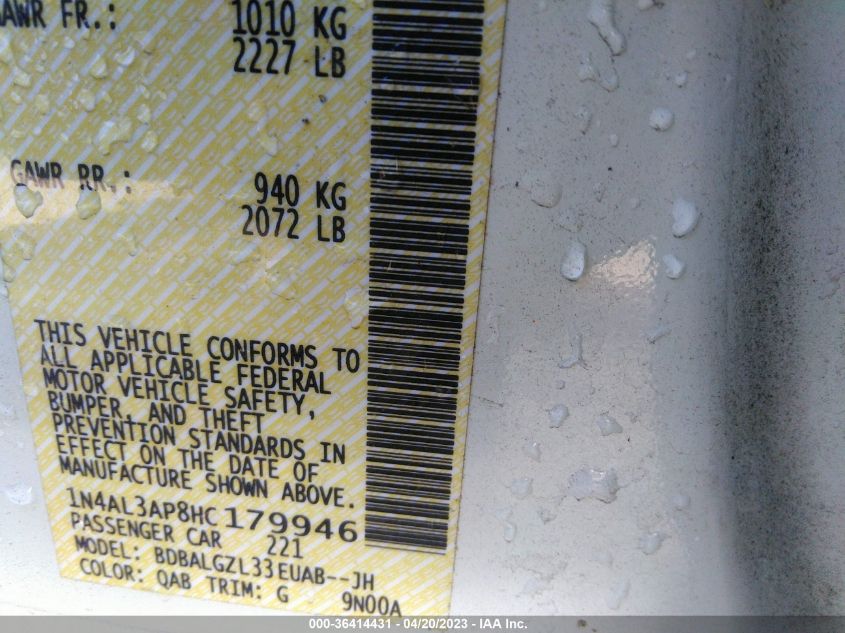 GAWR FR.: 1010 KG
2227 LB
GAWR RR.: 940 KG
2072 LB
THIS VEHICLE CONFORMS TO
ALL APPLICABLE FEDERAL
MOTOR VEHICLE SAFETY,
BUMPER, AND THEFT
PREVENTION STANDARDS IN
EFFECT ON THE DATE OF
MANUFACTURE SHOWN ABOVE.
1N4AL3AP8HC179946
PASSENGER CAR 221
MODEL: BDBALGZL33EUAB--JH
COLOR: QAB TRIM: G 9N00A
000-36414431 - 04/20/2023 - IAA Inc.